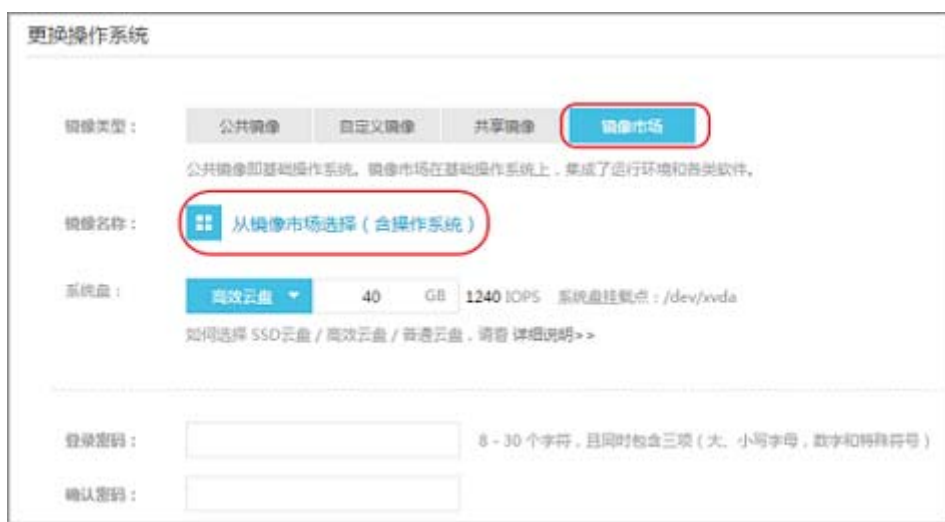 更换操作系统
镜像类型： 公共镜像 自定义镜像 共享镜像 镜像市场
公共镜像即基础操作系统。镜像市场在基础操作系统上，集成了运行环境和各类软件。
镜像名称： 从镜像市场选择（含操作系统）
系统盘： 高效云盘 40 GB 1240 IOPS 系统盘挂载点：/dev/xvda
如何选择 SSD云盘 / 高效云盘 / 普通云盘，请看 详细说明>>
登录密码： 8 - 30 个字符，且同时包含三项（大、小写字母，数字和特殊符号）
确认密码：